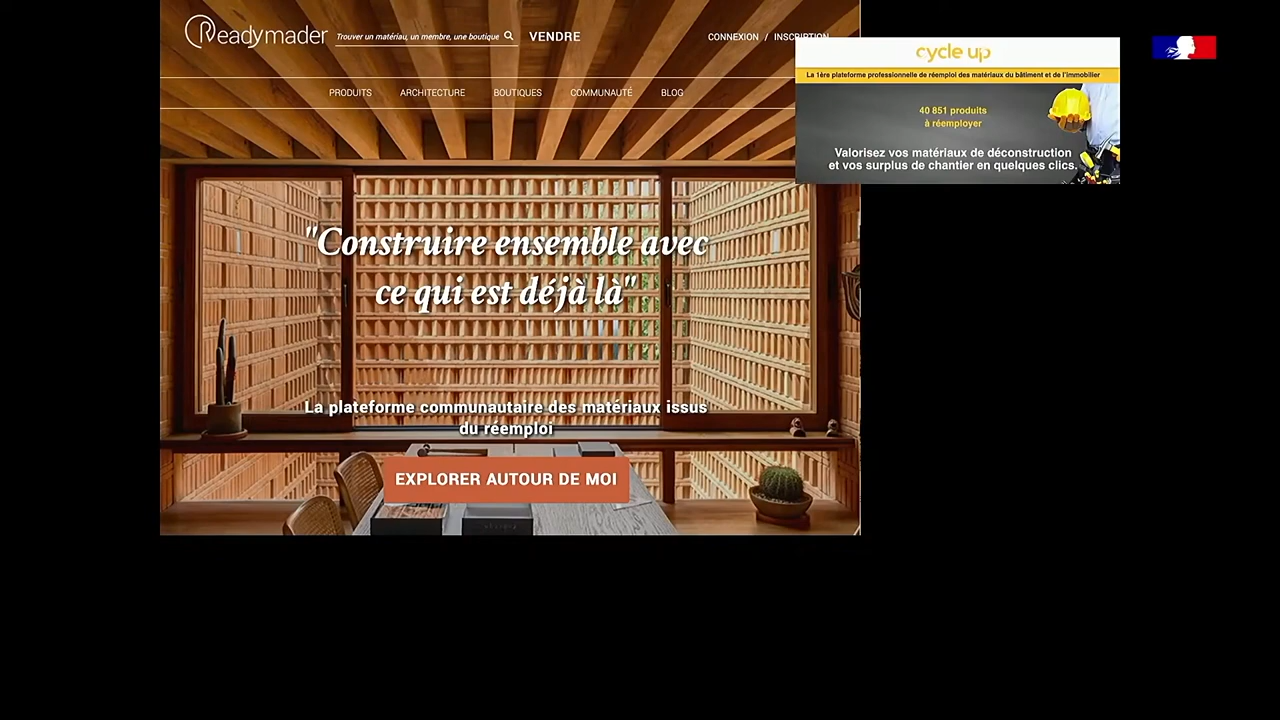 Readymader
Trouver un matériau, un membre, une boutique
VENDRE
CONNEXION / INSCRIPTION
PRODUITS
ARCHITECTURE
BOUTIQUES
COMMUNAUTÉ
BLOG
"Construire ensemble avec
ce qui est déjà là"
La plateforme communautaire des matériaux issus
du réemploi
EXPLORER AUTOUR DE MOI
cycle up
La 1ère plateforme professionnelle de réemploi des matériaux du bâtiment et de l'immobilier
40 851 produits
à réemployer
Valorisez vos matériaux de déconstruction
et vos surplus de chantier en quelques clics.